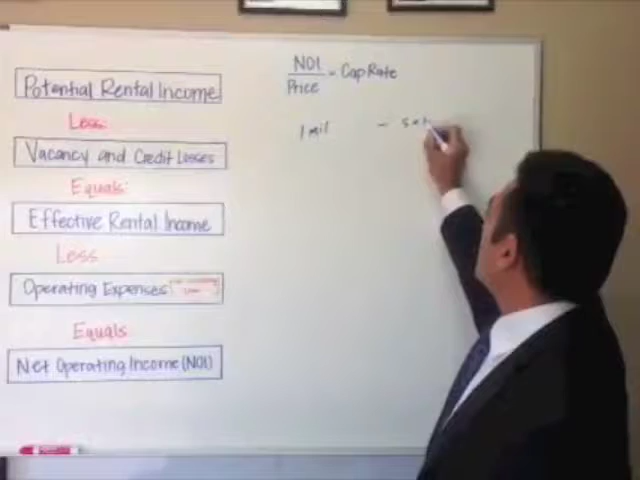 Potential Rental Income
Less:
Vacancy and Credit Losses
Equals:
Effective Rental Income
Less
Operating Expenses
Equals
Net Operating Income (NOI)
NOI
Price
= Cap Rate
1 mil -